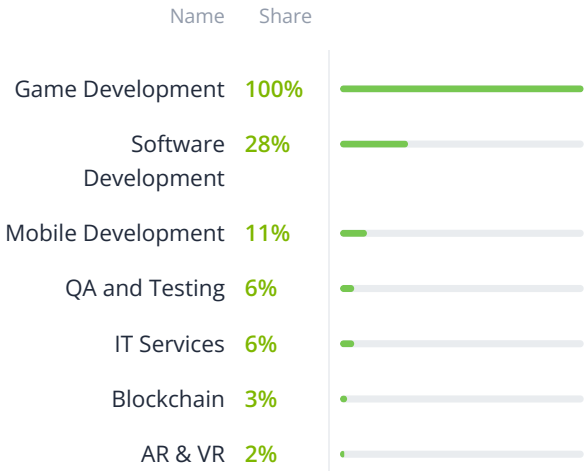 Name Share
Game Development 100%
Software 28%
Development
Mobile Development 11%
QA and Testing 6%
IT Services 6%
Blockchain 3%
AR & VR 2%